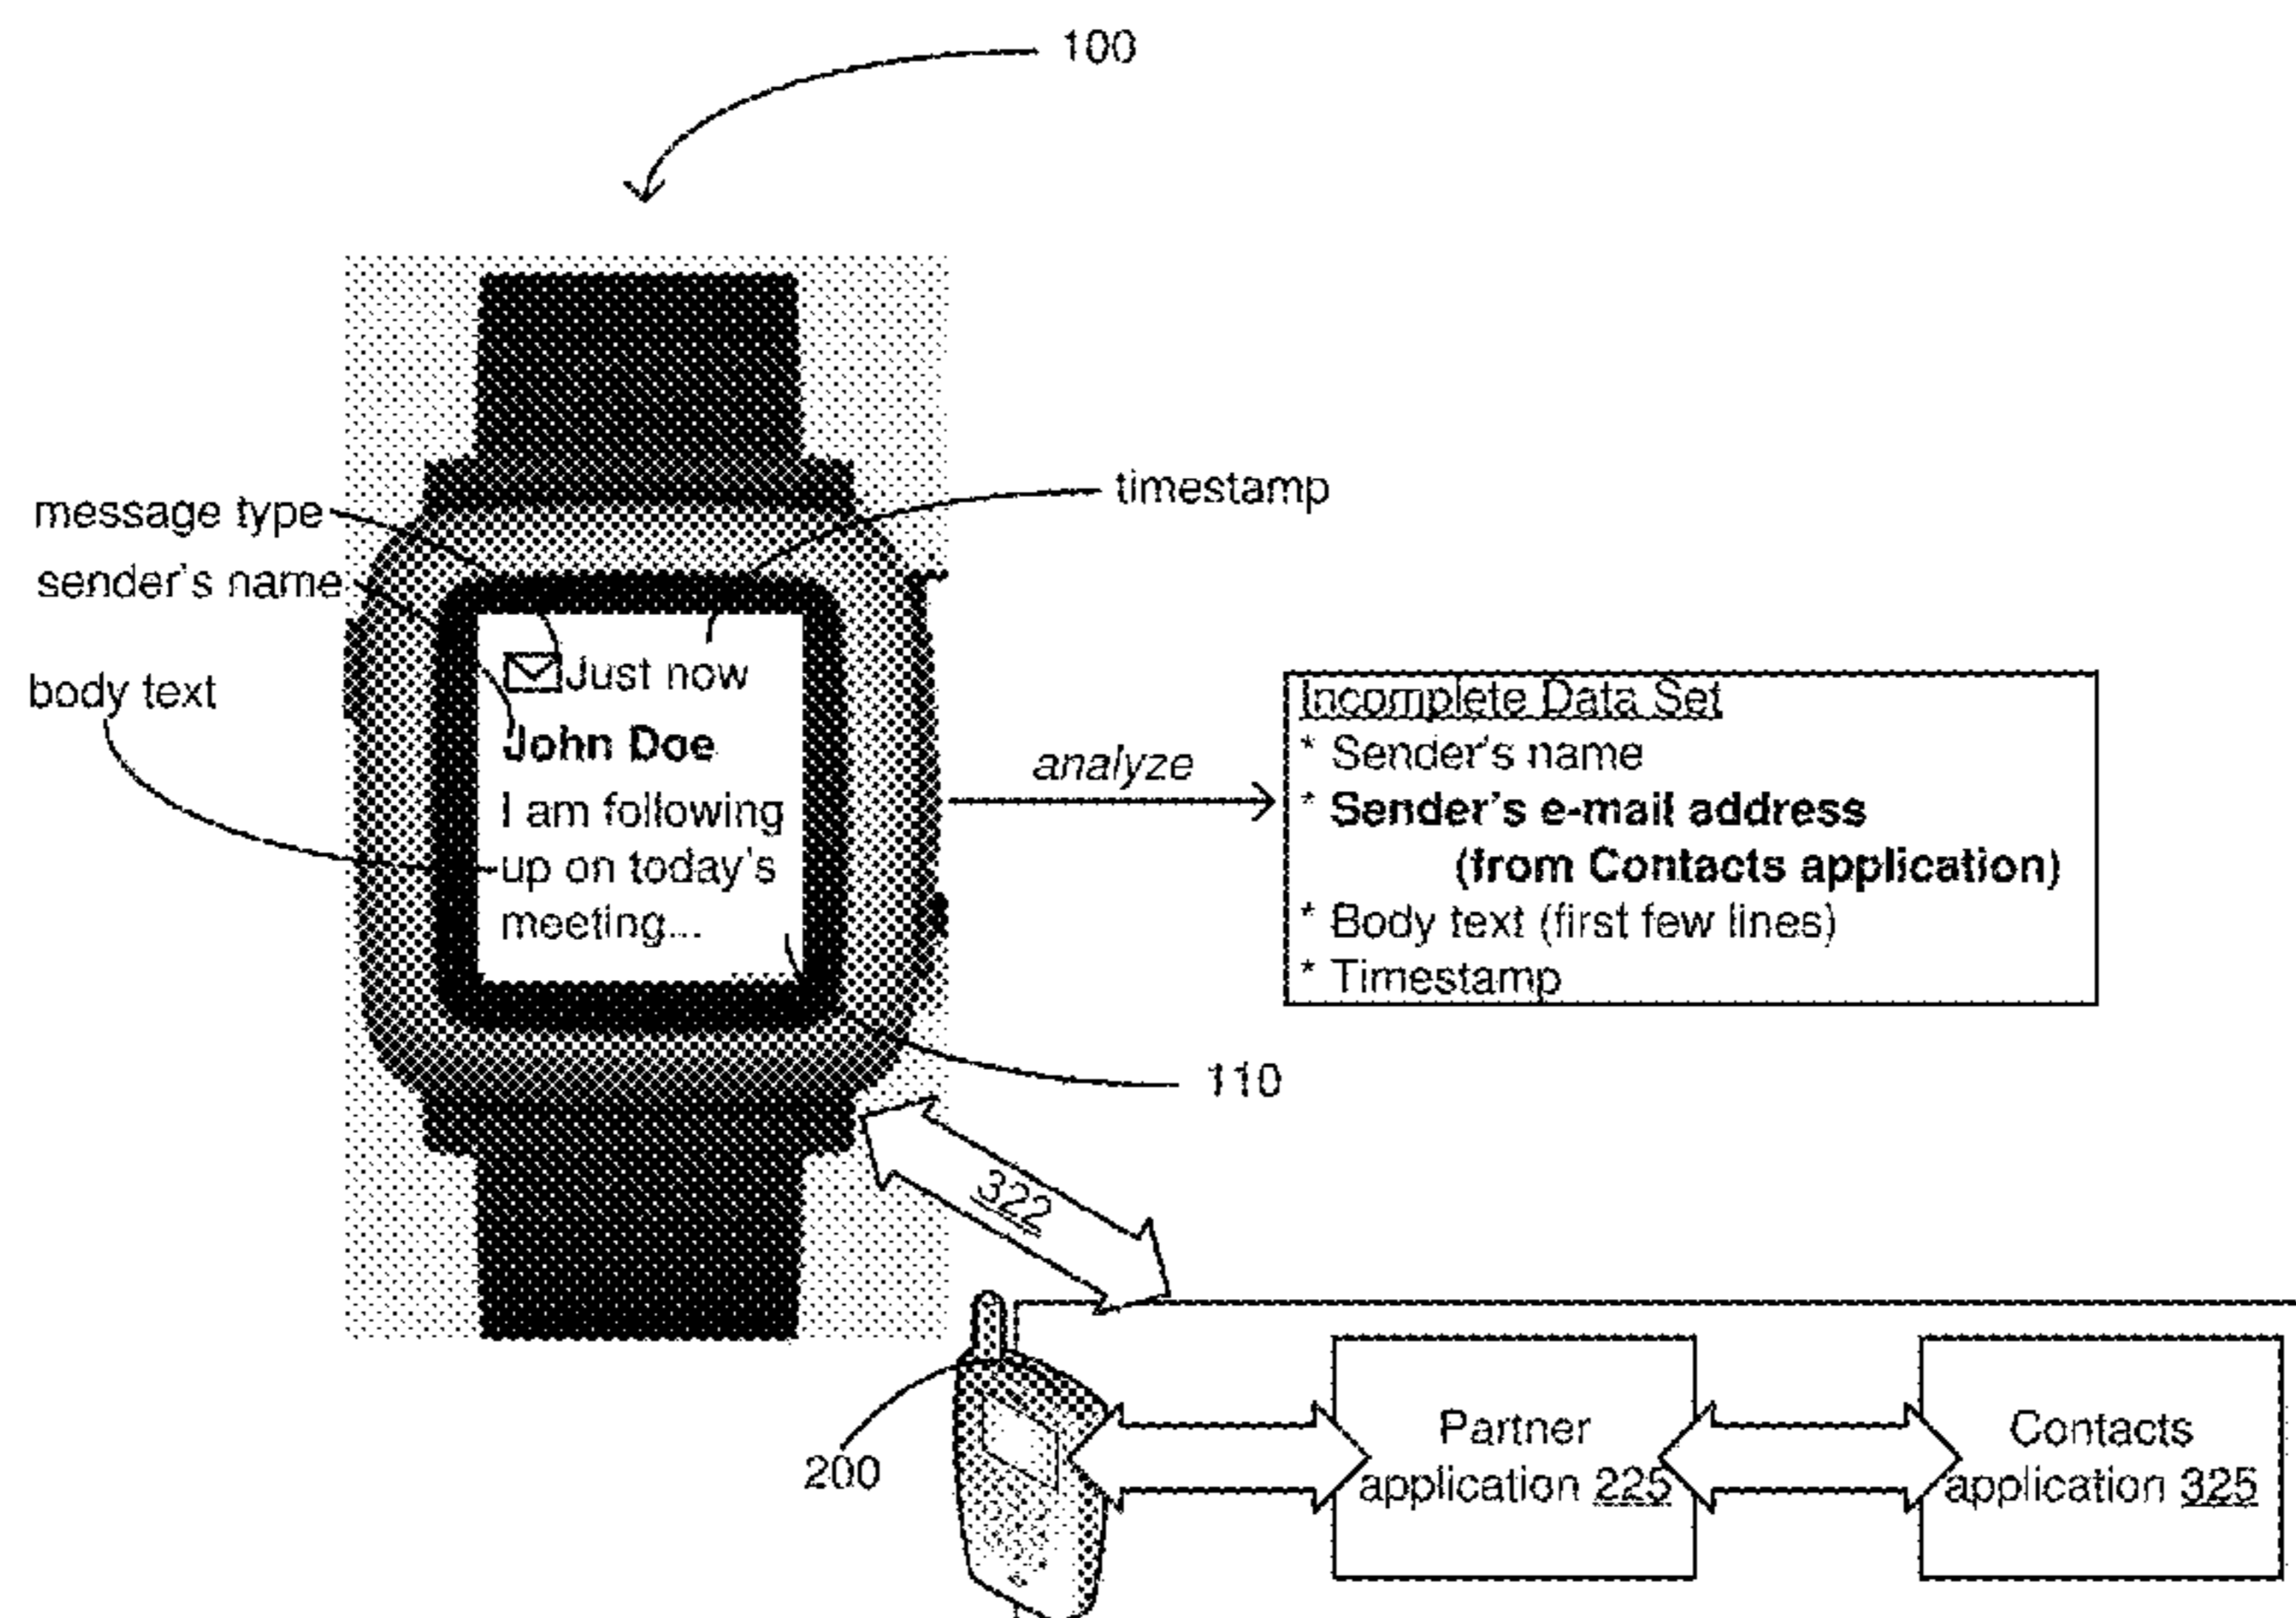 100
message type
timestamp
sender's name
body text
Just now
John Doe
I am following
up on today's
meeting...
analyze
Incomplete Data Set
* Sender's name
* Sender's e-mail address
(from Contacts application)
* Body text (first few lines)
* Timestamp
110
322
200
Partner
application 225
Contacts
application 325